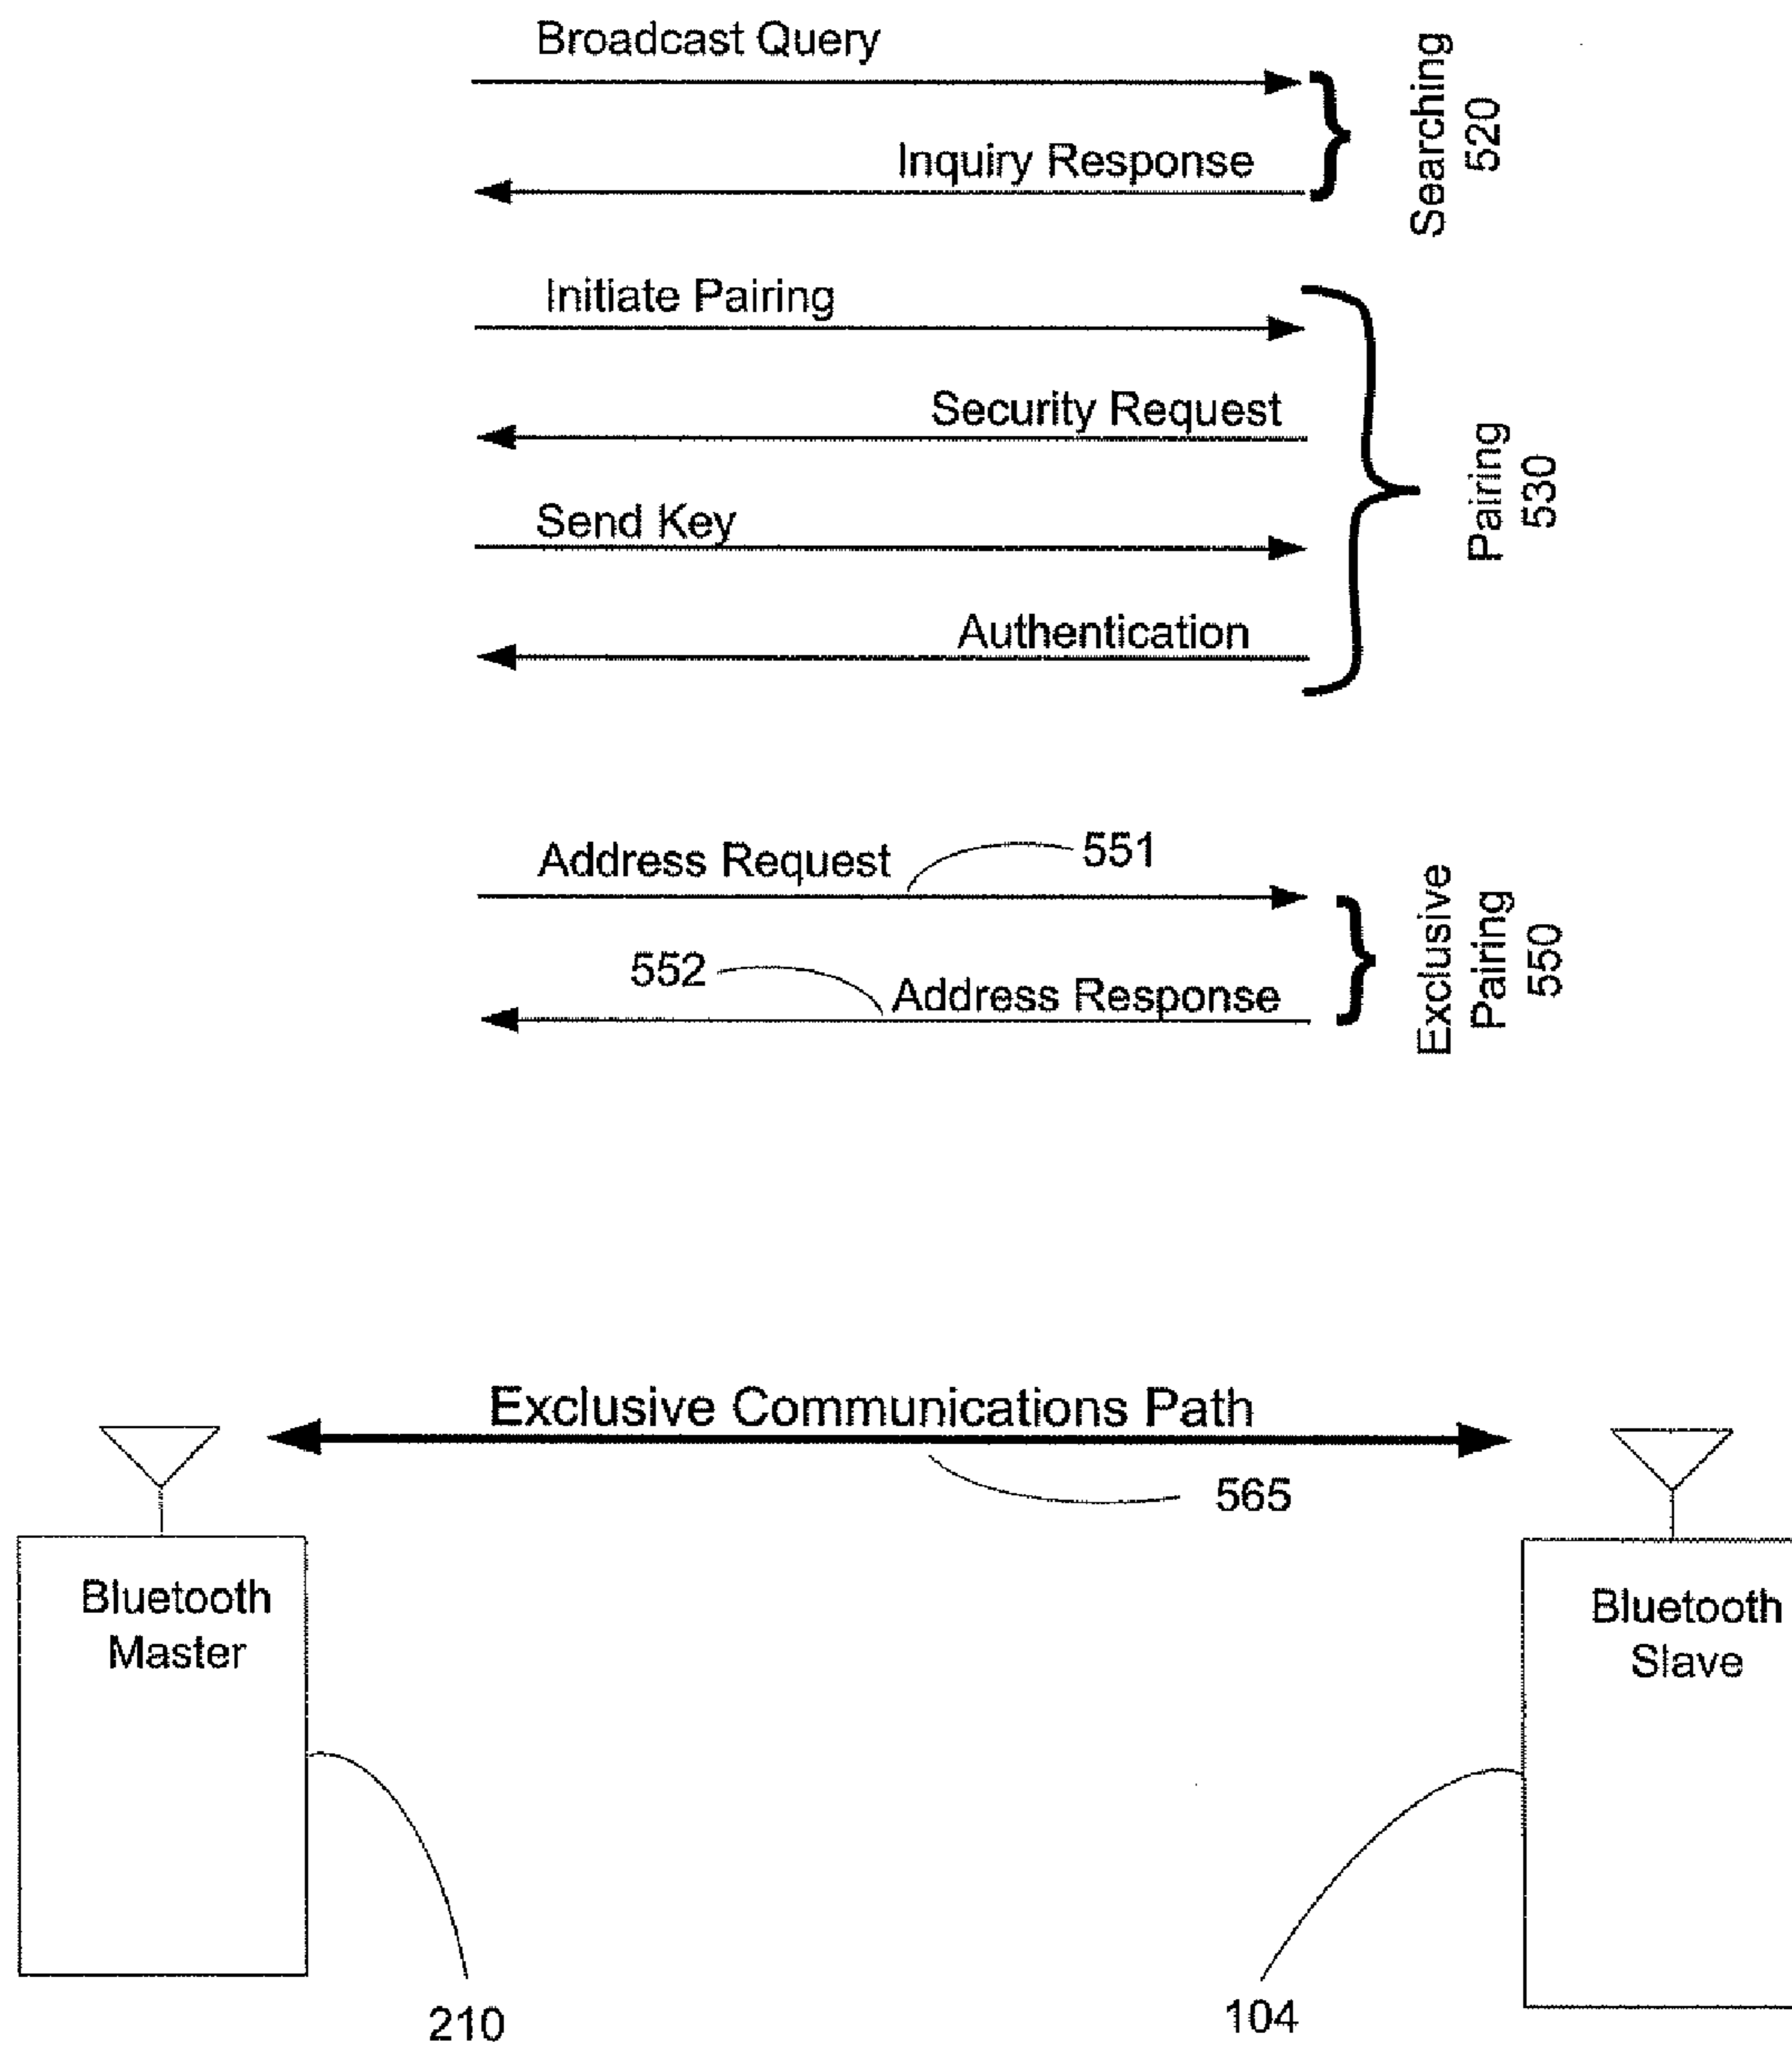 Broadcast Query
Inquiry Response
Searching
520
Initiate Pairing
Security Request
Send Key
Authentication
Pairing
530
Address Request
551
552
Address Response
Exclusive
Pairing
550
Exclusive Communications Path
565
Bluetooth
Master
Bluetooth
Slave
210
104